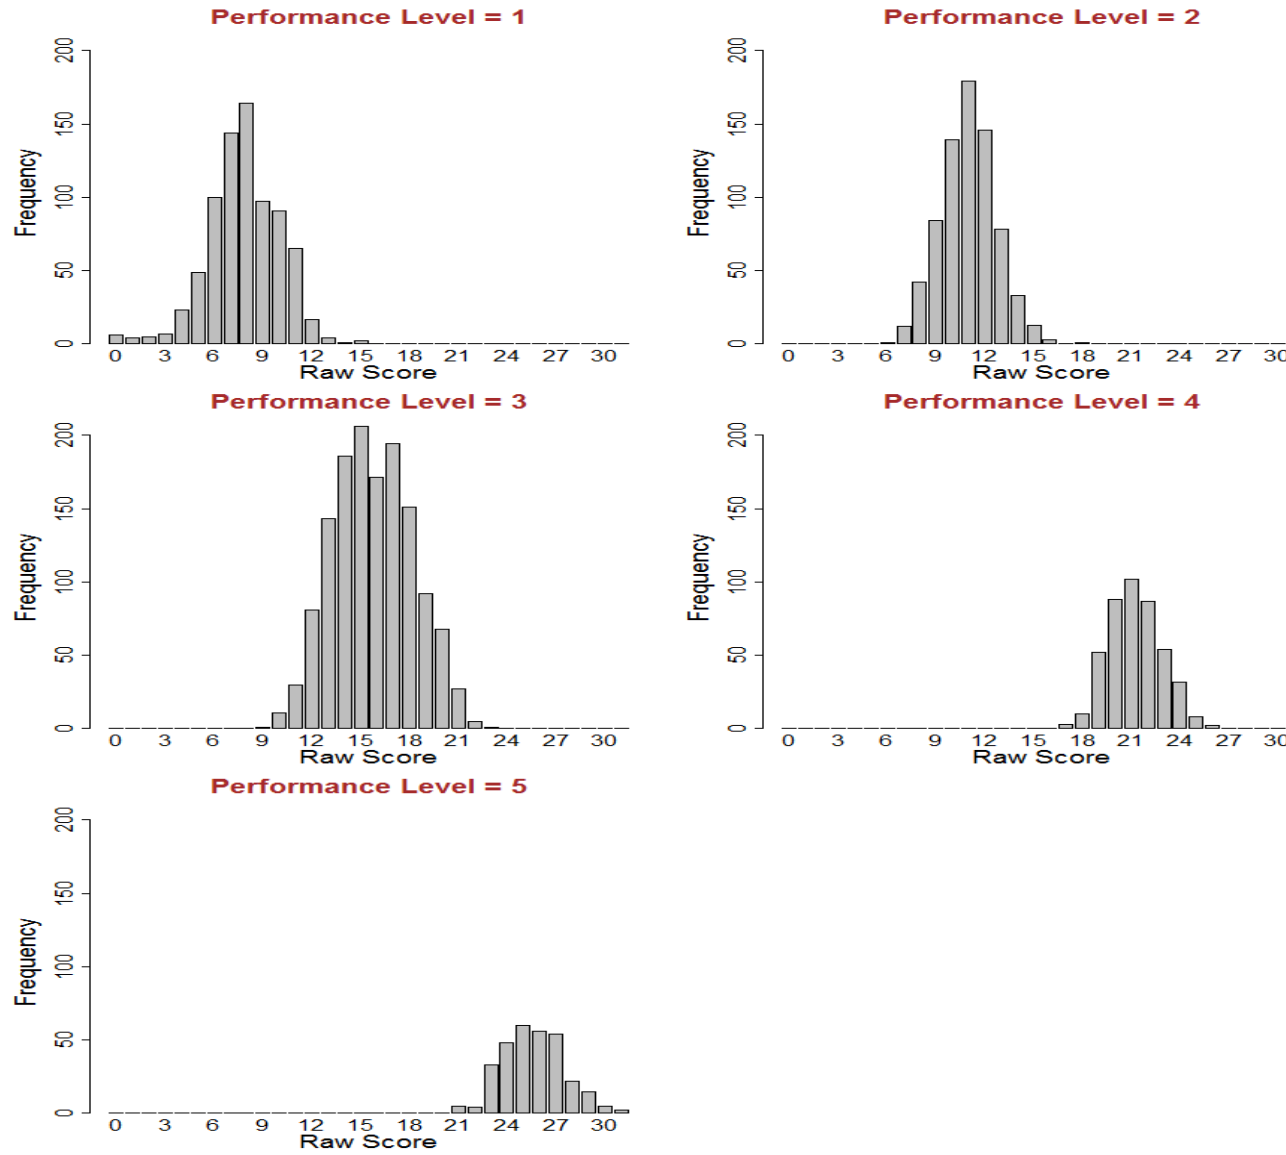 Performance Level = 1
200
150
100
50
0
Frequency
0 3 6 9 12 15 18 21 24 27 30
Raw Score
Performance Level = 2
200
150
100
50
0
Frequency
0 3 6 9 12 15 18 21 24 27 30
Raw Score
Performance Level = 3
200
150
100
50
0
Frequency
0 3 6 9 12 15 18 21 24 27 30
Raw Score
Performance Level = 4
200
150
100
50
0
Frequency
0 3 6 9 12 15 18 21 24 27 30
Raw Score
Performance Level = 5
200
150
100
50
0
Frequency
0 3 6 9 12 15 18 21 24 27 30
Raw Score